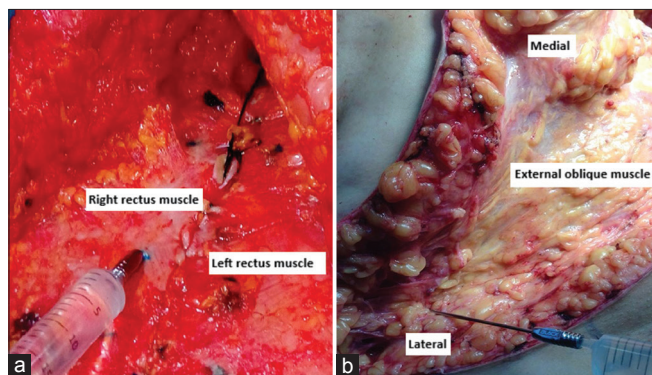 Medial
External oblique muscle
Right rectus muscle
Left rectus muscle
Lateral
a
b